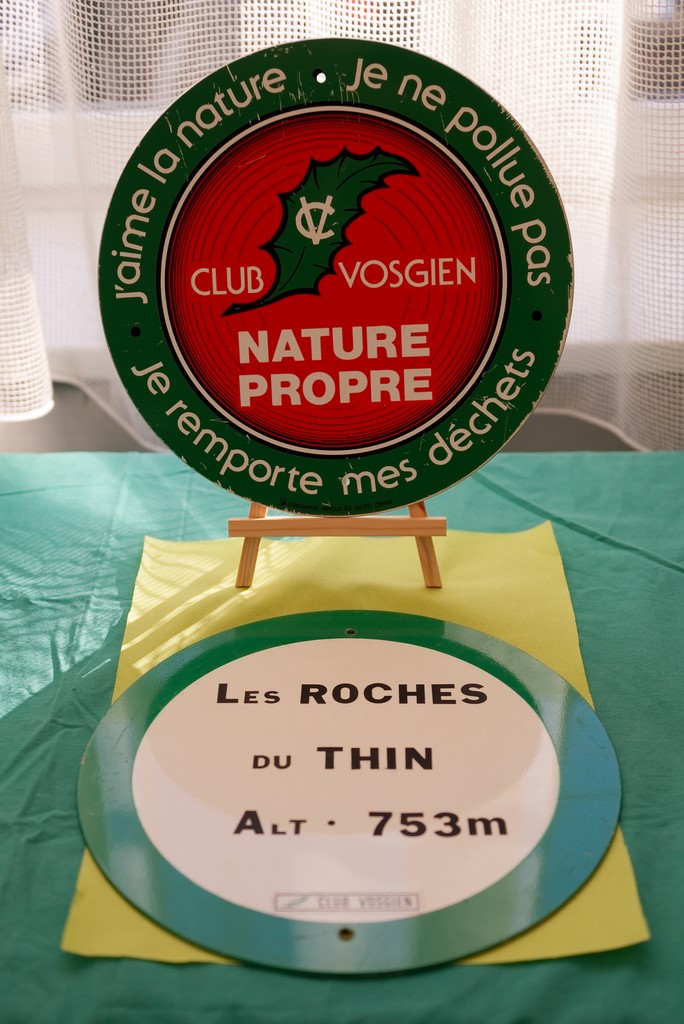 J'aime la nature
Je ne pollue pas
CV
CLUB VOSGIEN
NATURE
PROPRE
Je remporte mes déchets
LES ROCHES
DU THIN
ALT · 753m
CLUB VOSGIEN